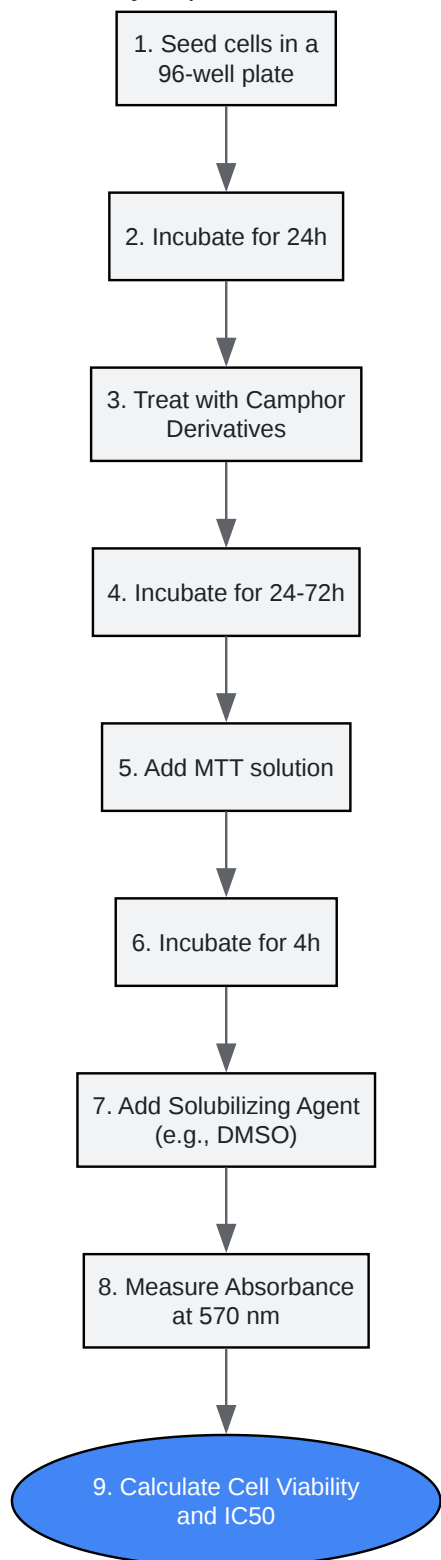 1. Seed cells in a
96-well plate
2. Incubate for 24h
3. Treat with Camphor
Derivatives
4. Incubate for 24-72h
5. Add MTT solution
6. Incubate for 4h
7. Add Solubilizing Agent
(e.g., DMSO)
8. Measure Absorbance
at 570 nm
9. Calculate Cell Viability
and IC50